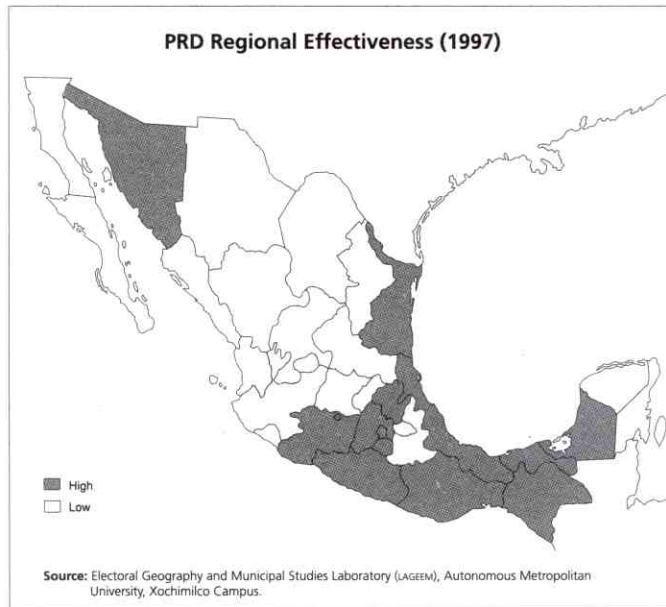 PRD Regional Effectiveness (1997)
High
Low
Source: Electoral Geography and Municipal Studies Laboratory (LAGEEM), Autonomous Metropolitan
University, Xochimilco Campus.